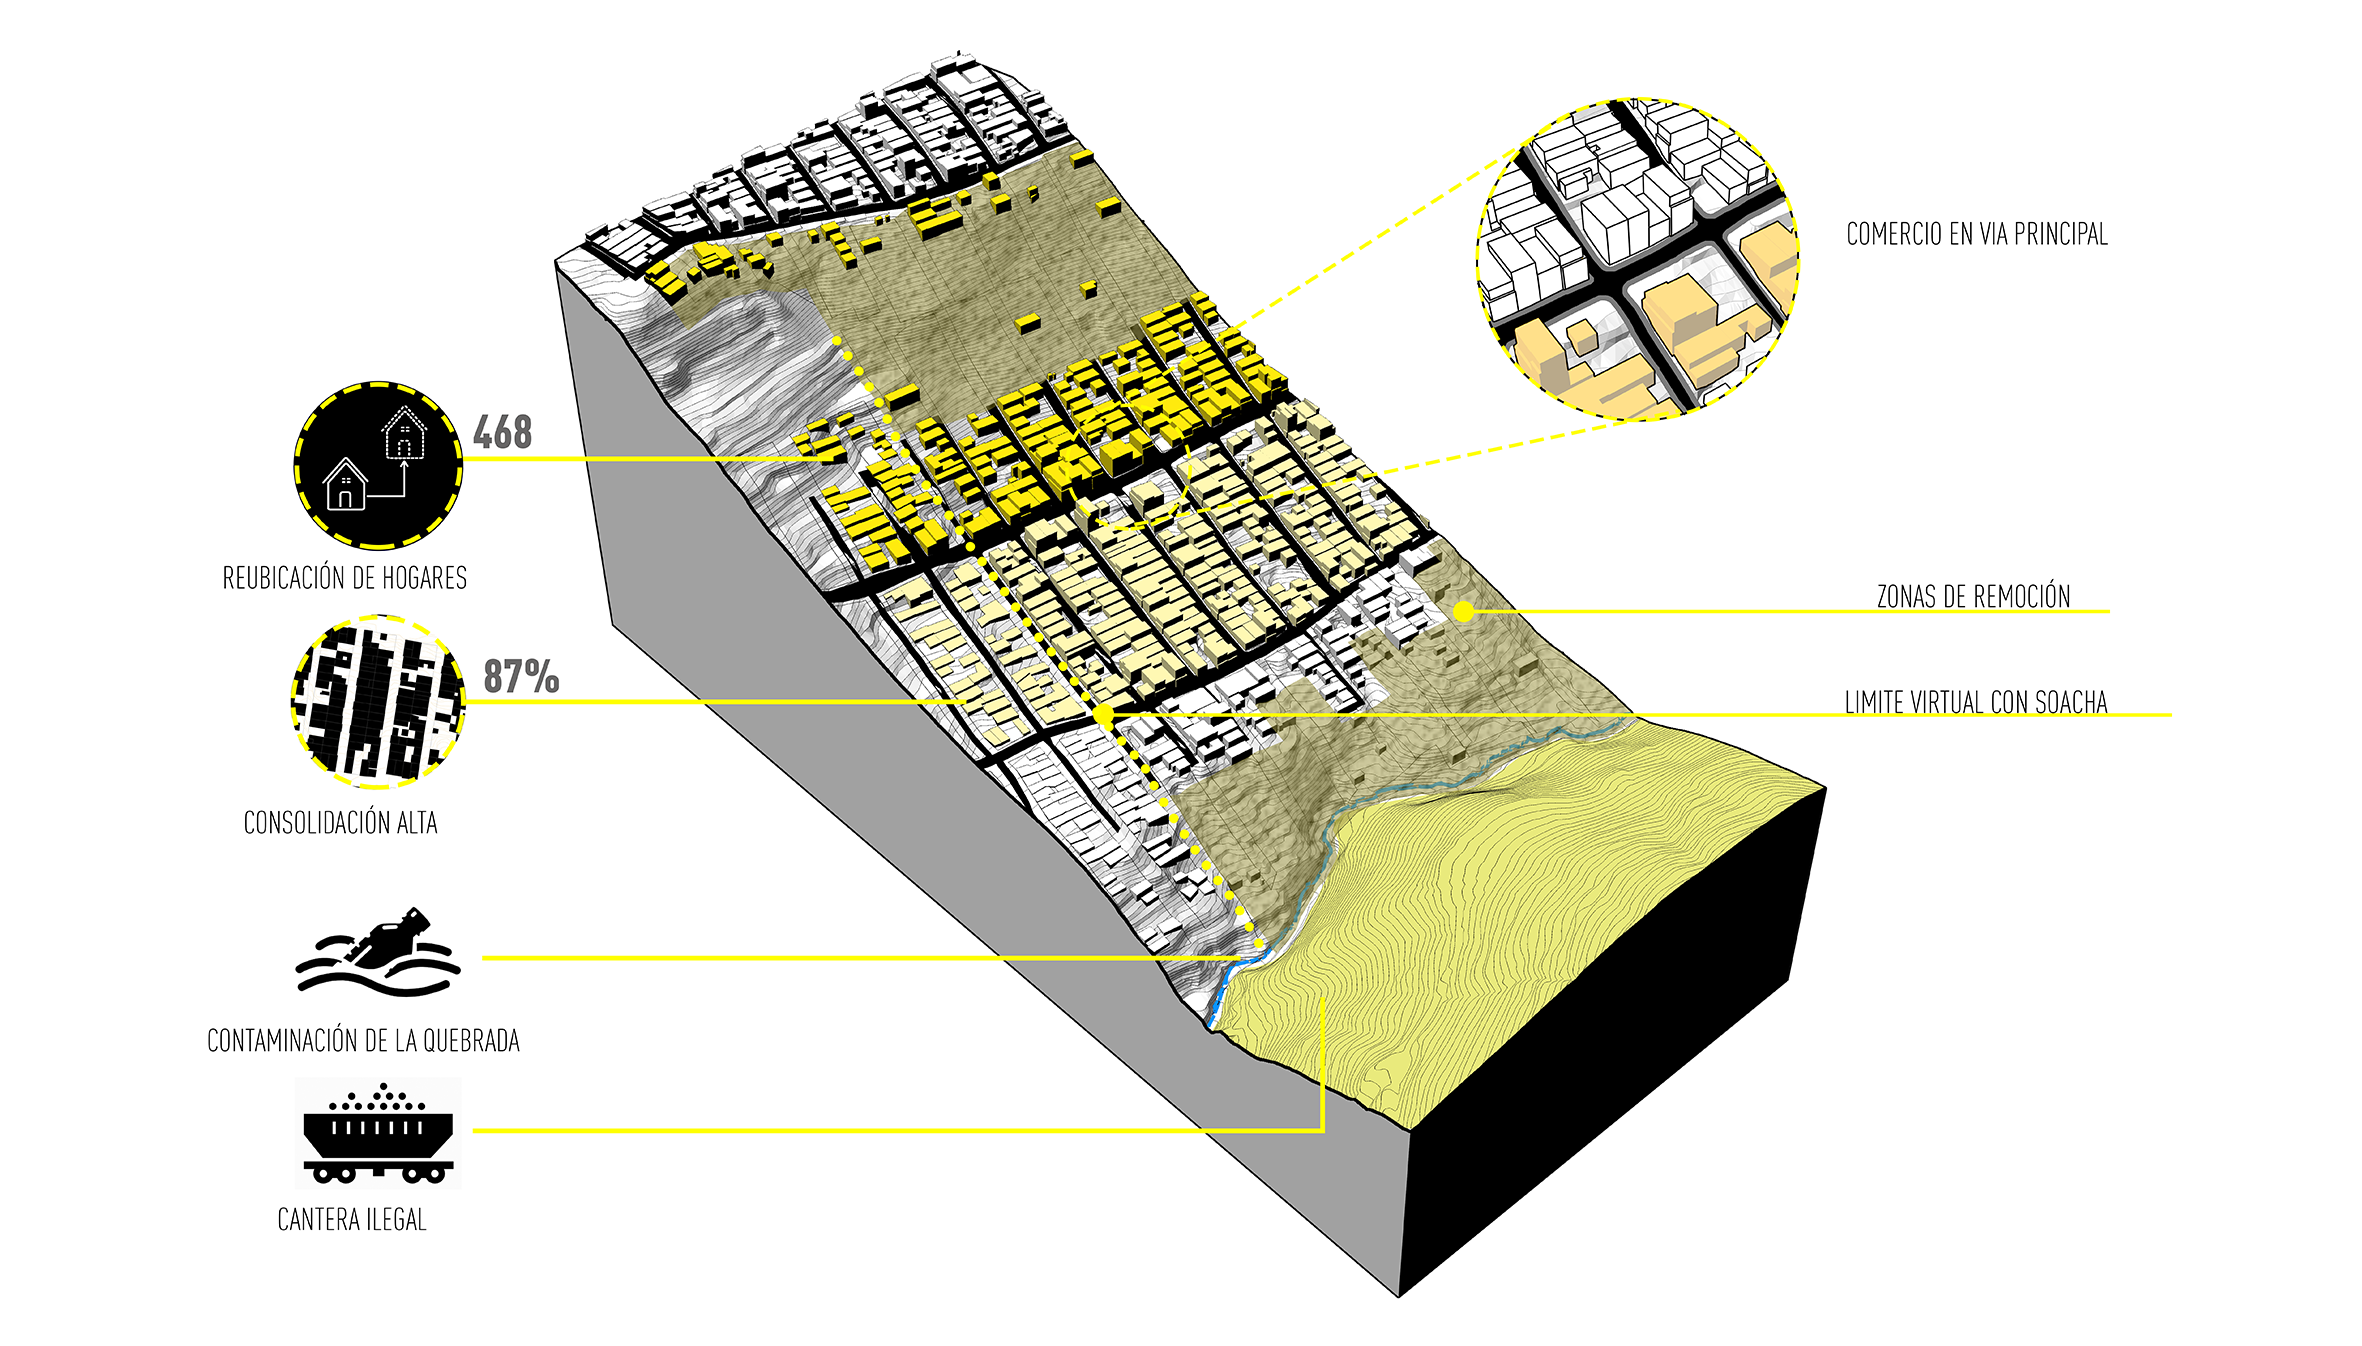 COMERCIO EN VIA PRINCIPAL
468
REUBICACIÓN DE HOGARES
ZONAS DE REMOCIÓN
87%
LIMITE VIRTUAL CON SOACHA
CONSOLIDACIÓN ALTA
CONTAMINACIÓN DE LA QUEBRADA
CANTERA ILEGAL